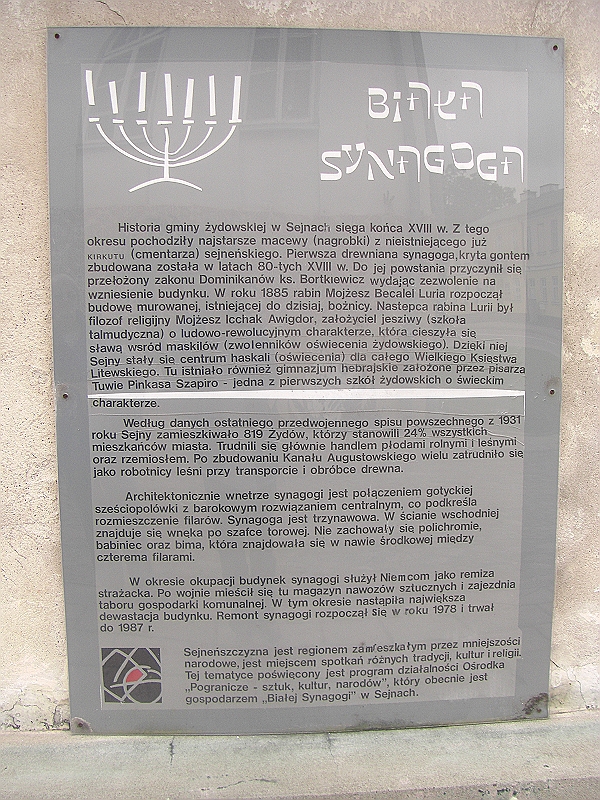 BIAŁA
SYNAGOGA
Historia gminy żydowskiej w Sejnach sięga końca XVIII w. Z tego
okresu pochodziły najstarsze macewy (nagrobki) z nieistniejącego już
KIRKUTU (cmentarza) sejneńskiego. Pierwsza drewniana synagoga, kryta gontem
zbudowana została w latach 80-tych XVIII w. Do jej powstania przyczynił się
przełożony zakonu Dominikanów ks. Bortkiewicz wydając zezwolenie na
wzniesienie budynku. W roku 1885 rabin Mojżesz Becalel Luria rozpoczął
budowę murowanej, istniejącej do dzisiaj, bożnicy. Następca rabina Lurii był
filozof religijny Mojżesz Icchak Awigdor, założyciel jesziwy (szkoła
talmudyczna) o ludowo-rewolucyjnym charakterze, która cieszyła się
sławą wsród maskilów (zwolenników oświecenia żydowskiego). Dzięki niej
Sejny stały się centrum haskali (oświecenia) dla całego Wielkiego Księstwa
Litewskiego. Tu istniało również gimnazjum hebrajskie założone przez pisarza
Tuwie Pinkasa Szapiro - jedna z pierwszych szkół żydowskich o świeckim
charakterze.
Według danych ostatniego przedwojennego spisu powszechnego z 1931
roku Sejny zamieszkiwało 819 Żydów, którzy stanowili 24% wszystkich
mieszkańców miasta. Trudnili się głównie handlem płodami rolnymi i leśnymi
oraz rzemiosłem. Po zbudowaniu Kanału Augustowskiego wielu zatrudniło się
jako robotnicy leśni przy transporcie i obróbce drewna.
Architektonicznie wnetrze synagogi jest połączeniem gotyckiej
sześciopolówki z barokowym rozwiązaniem centralnym, co podkreśla
rozmieszczenie filarów. Synagoga jest trzynawowa. W ścianie wschodniej
znajduje się wneka po szafce torowej. Nie zachowały się polichromie,
babiniec oraz bima, która znajdowała się w nawie środkowej między
czterema filarami.
W okresie okupacji budynek synagogi służył Niemcom jako remiza
strażacka. Po wojnie mieścił się tu magazyn nawozów sztucznych i zajezdnia
taboru gospodarki komunalnej. W tym okresie nastąpiła największa
dewastacja budynku. Remont synagogi rozpoczął się w roku 1978 i trwał
do 1987 r.
Sejneńszczyzna jest regionem zamieszkałym przez mniejszości
narodowe, jest miejscem spotkań różnych tradycji, kultur i religii.
Tej tematyce poświęcony jest program działalności Ośrodka
„Pogranicze - sztuk, kultur, narodów”, który obecnie jest
gospodarzem „Białej Synagogi” w Sejnach.